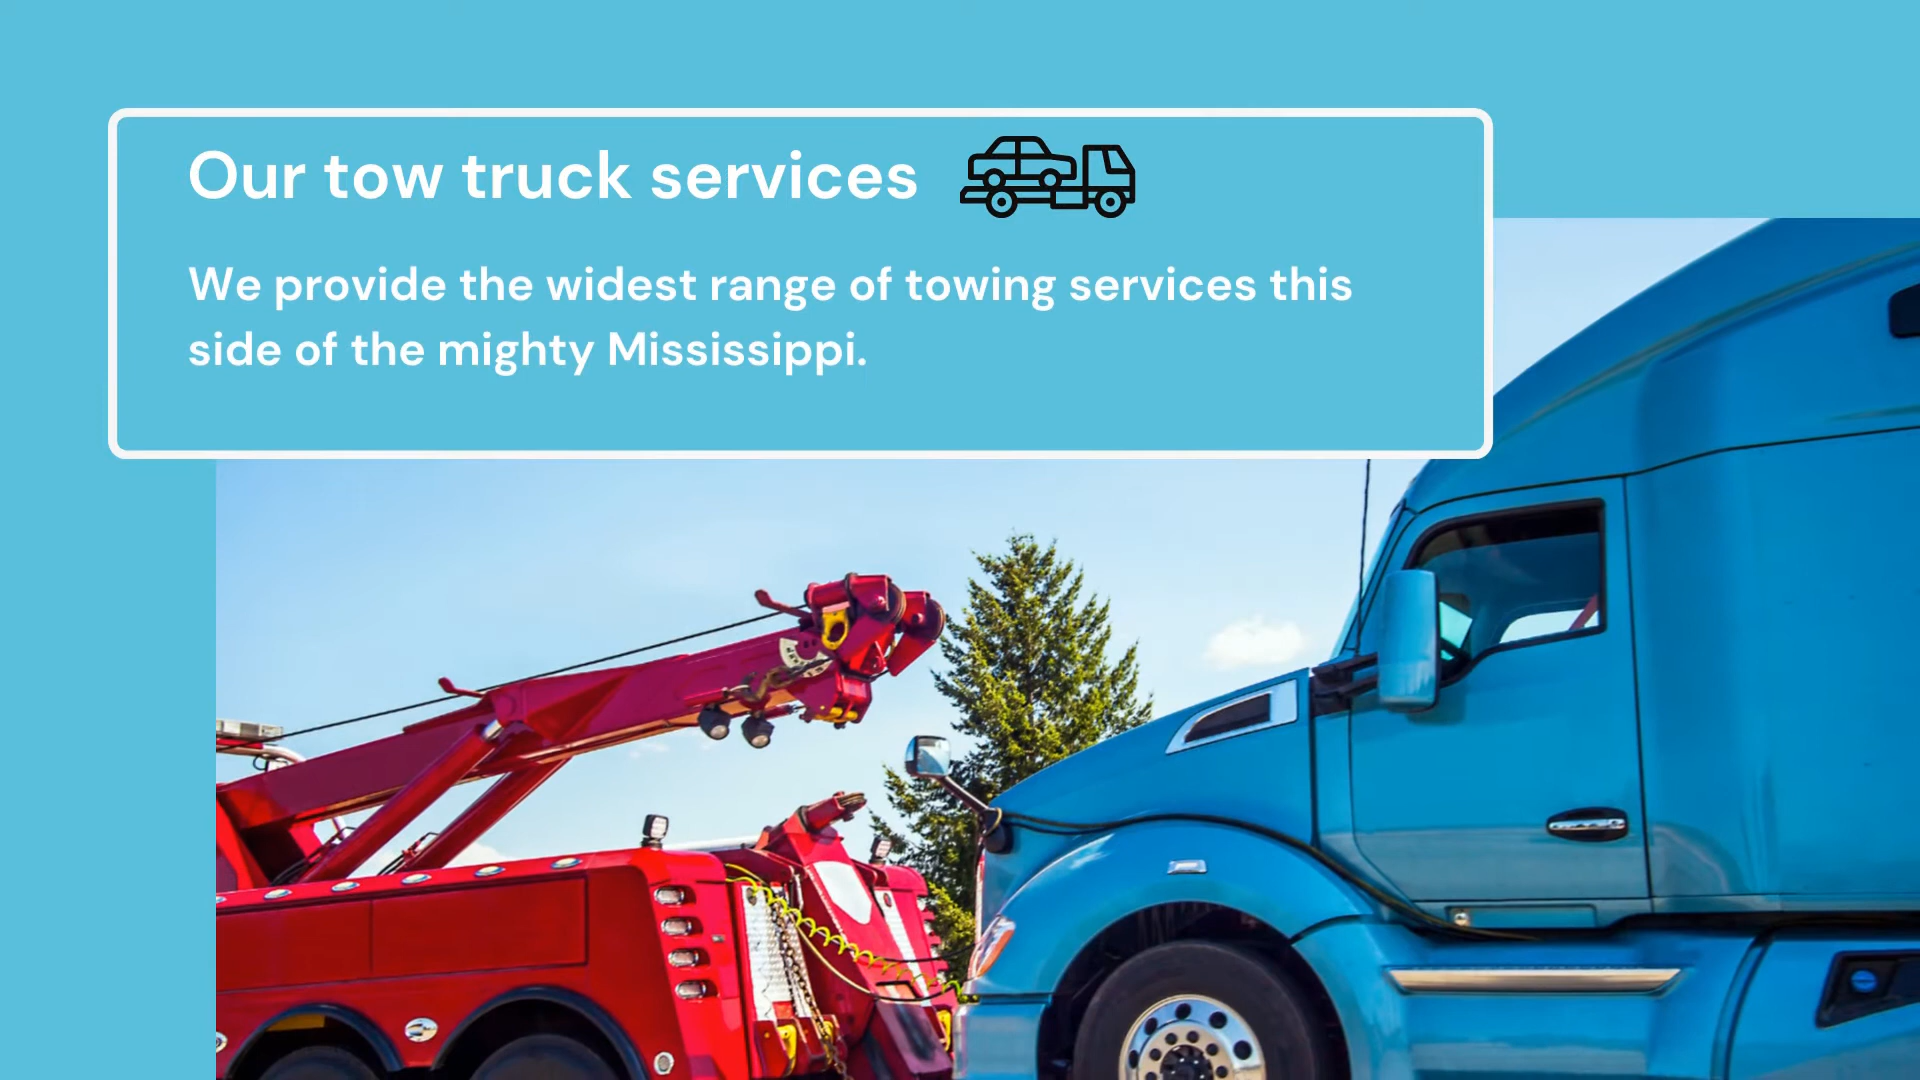 Our tow truck services
We provide the widest range of towing services this
side of the mighty Mississippi.